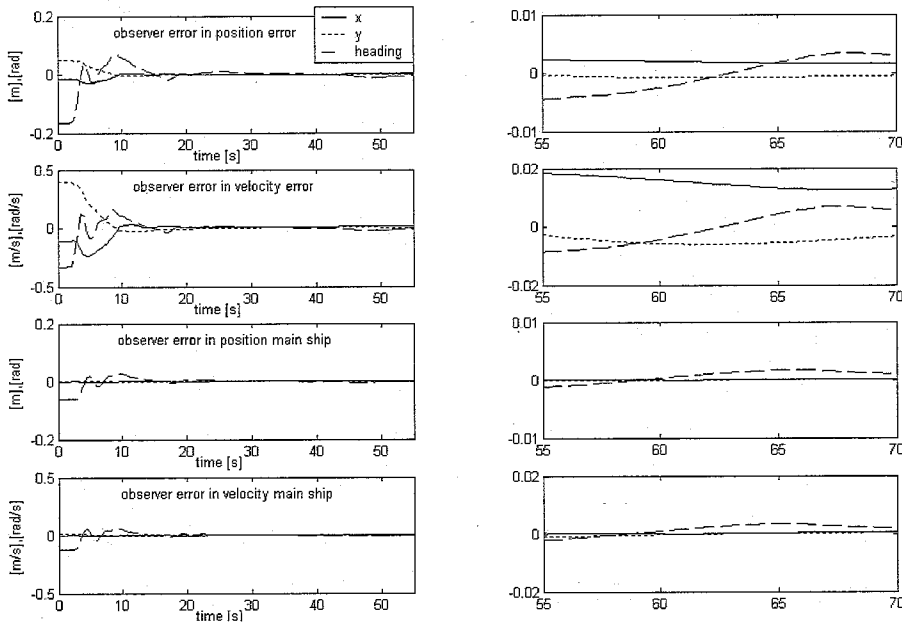 x
y
heading
observer error in position error
0.2
0
-0.2
[m],[rad]
0 10 20 30 40 50
time [s]
0.01
0
-0.01
55 60 65 70
observer error in velocity error
0.5
0
-0.5
[m/s],[rad/s]
0 10 20 30 40 50
time [s]
0.02
0
-0.02
55 60 65 70
observer error in position main ship
0.2
0
-0.2
[m],[rad]
0 10 20 30 40 50
time [s]
0.01
0
-0.01
55 60 65 70
observer error in velocity main ship
0.5
0
-0.5
[m/s],[rad/s]
0 10 20 30 40 50
time [s]
0.02
0
-0.02
55 60 65 70